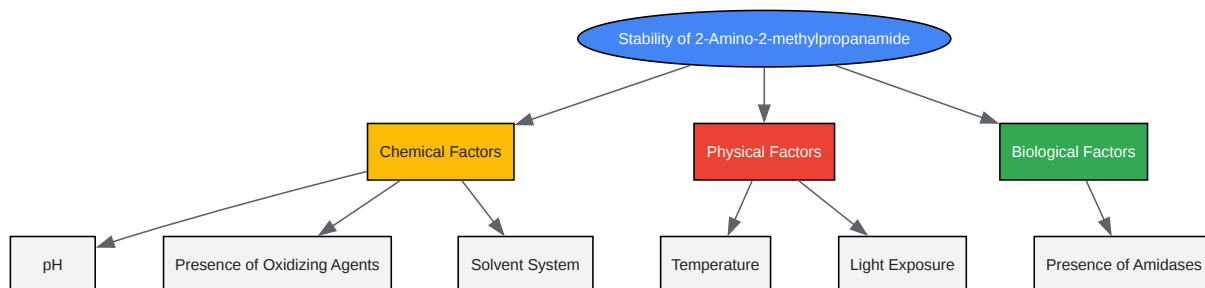 Stability of 2-Amino-2-methylpropanamide
Chemical Factors
Physical Factors
Biological Factors
pH
Presence of Oxidizing Agents
Solvent System
Temperature
Light Exposure
Presence of Amidases